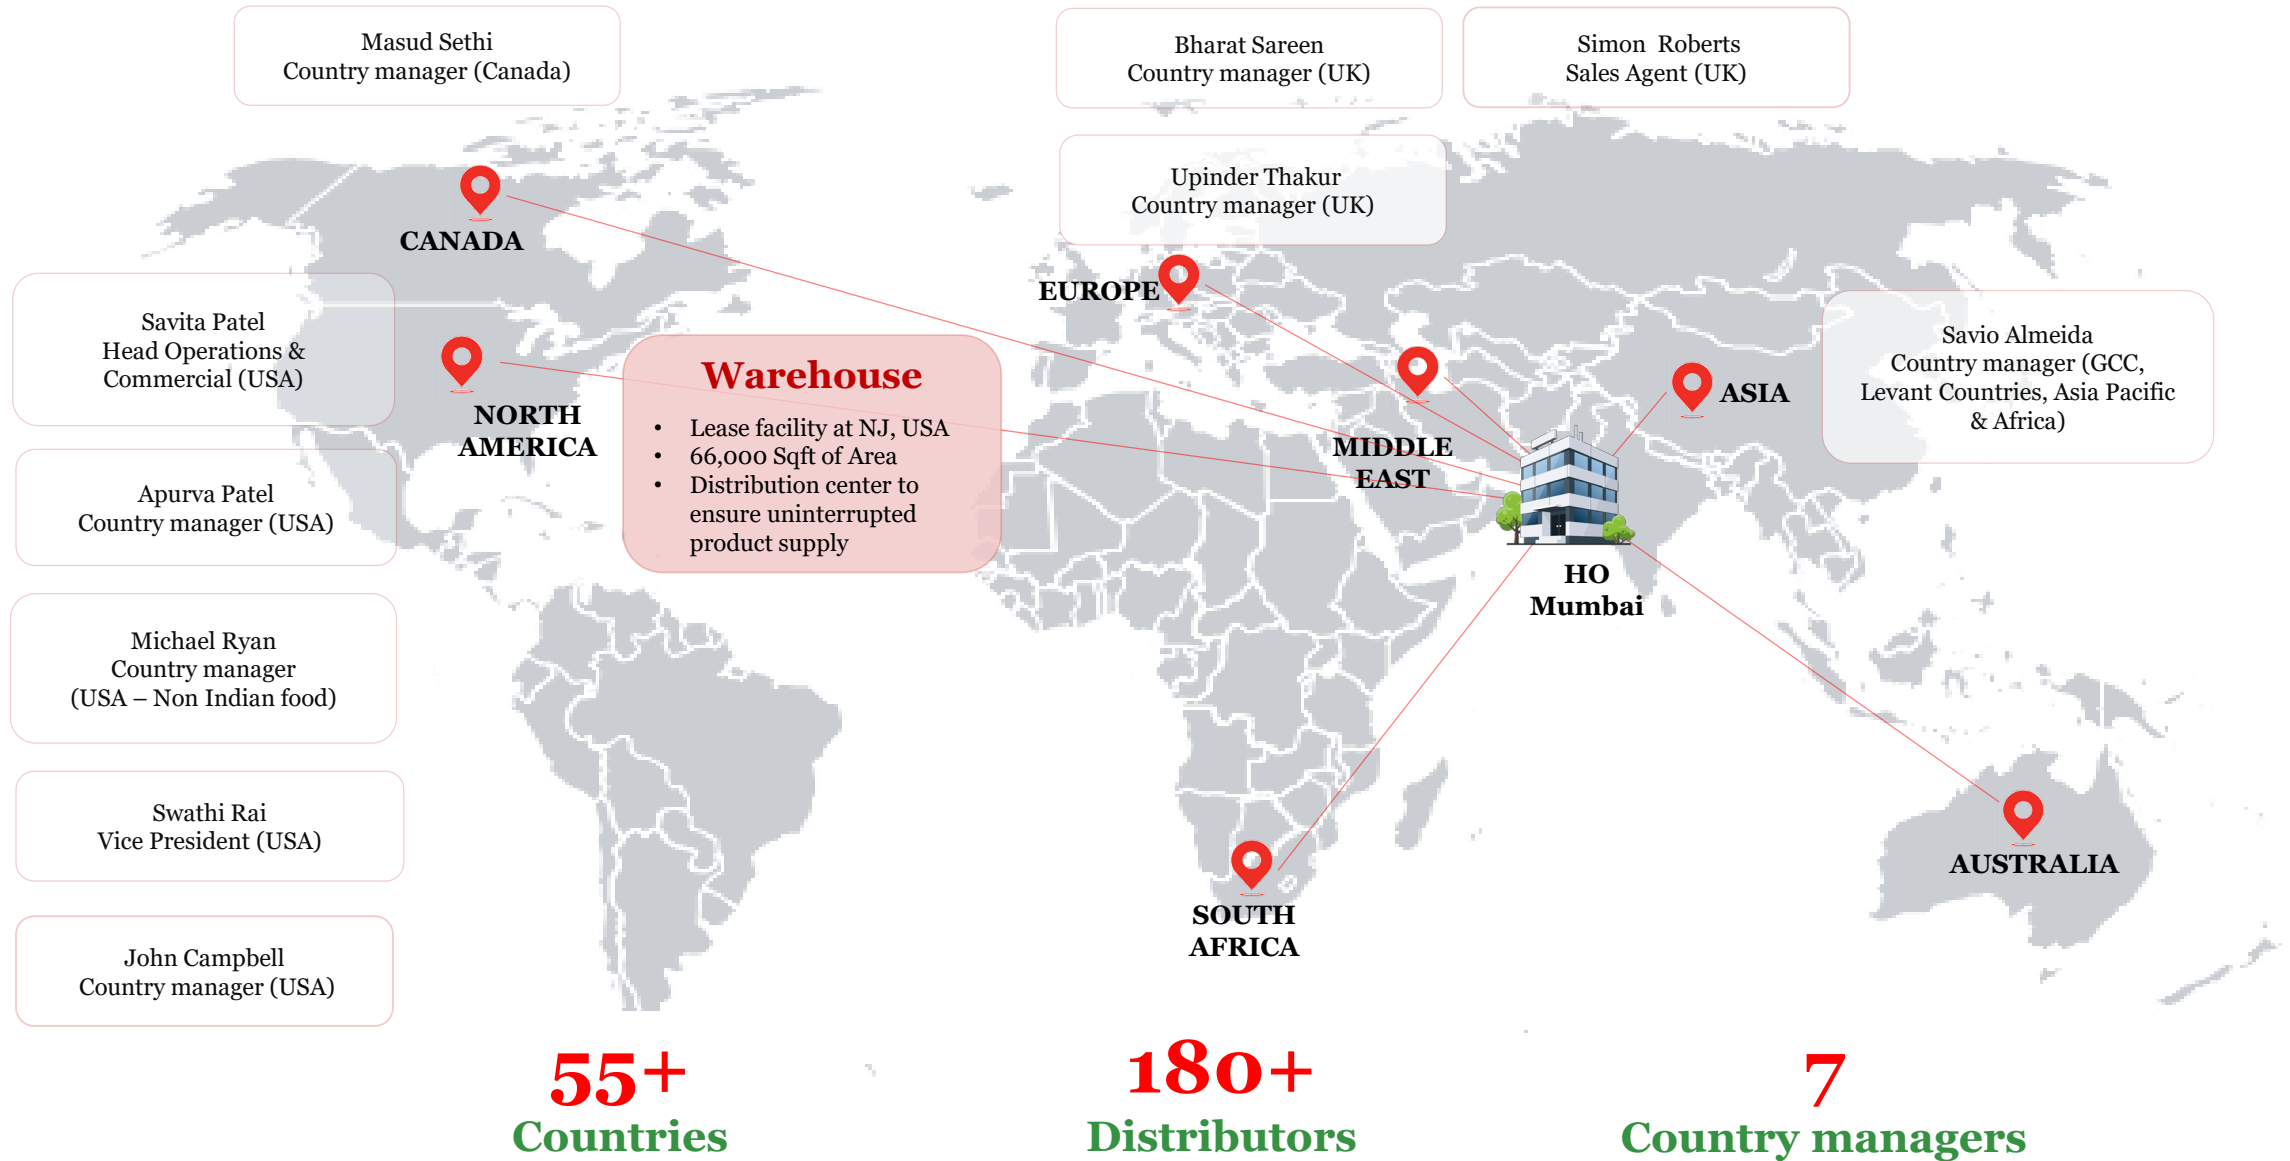 Masud Sethi
Country manager (Canada)
Bharat Sareen
Country manager (UK)
Simon Roberts
Sales Agent (UK)
Upinder Thakur
Country manager (UK)
CANADA
EUROPE
Savita Patel
Head Operations &
Commercial (USA)
Savio Almeida
Country manager (GCC,
Levant Countries, Asia Pacific
& Africa)
NORTH
AMERICA
Warehouse
• Lease facility at NJ, USA
• 66,000 Sqft of Area
• Distribution center to
ensure uninterrupted
product supply
MIDDLE
EAST
ASIA
Apurva Patel
Country manager (USA)
HO
Mumbai
Michael Ryan
Country manager
(USA – Non Indian food)
Swathi Rai
Vice President (USA)
AUSTRALIA
SOUTH
AFRICA
John Campbell
Country manager (USA)
55+
Countries
180+
Distributors
7
Country managers